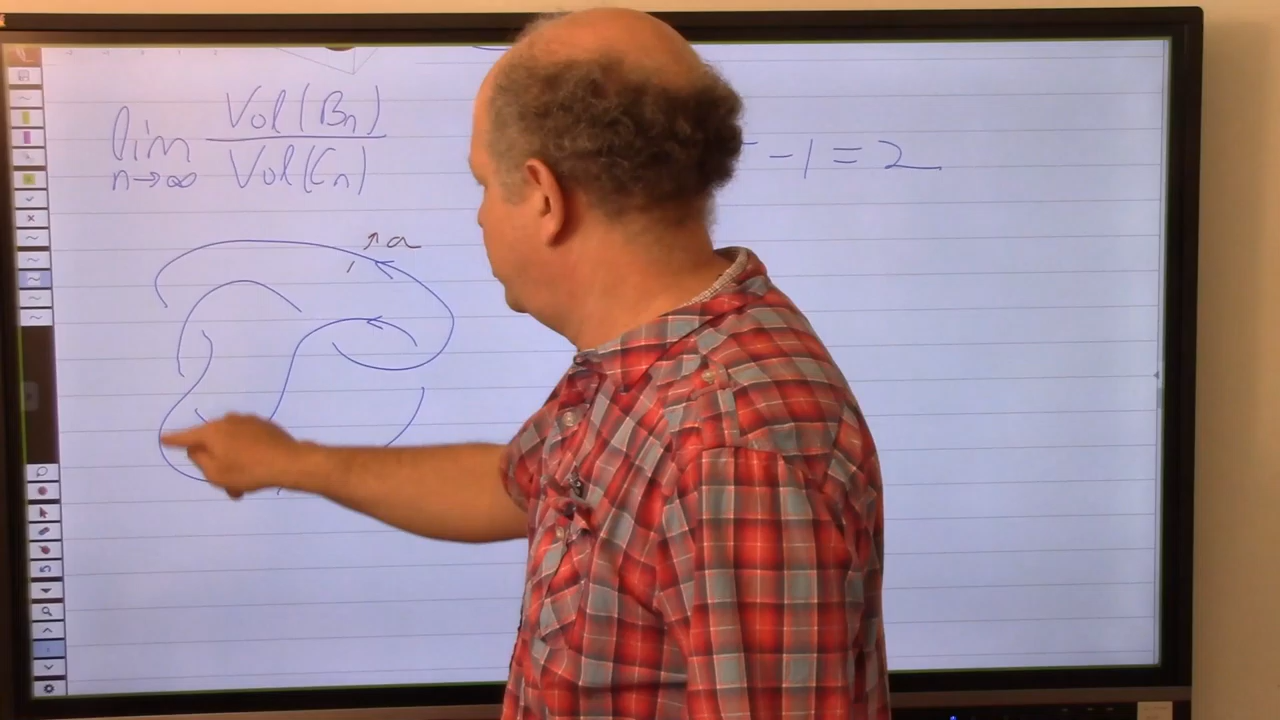 lim n→∞ Vol(Bn) / Vol(Cn)
- 1 = 2
a